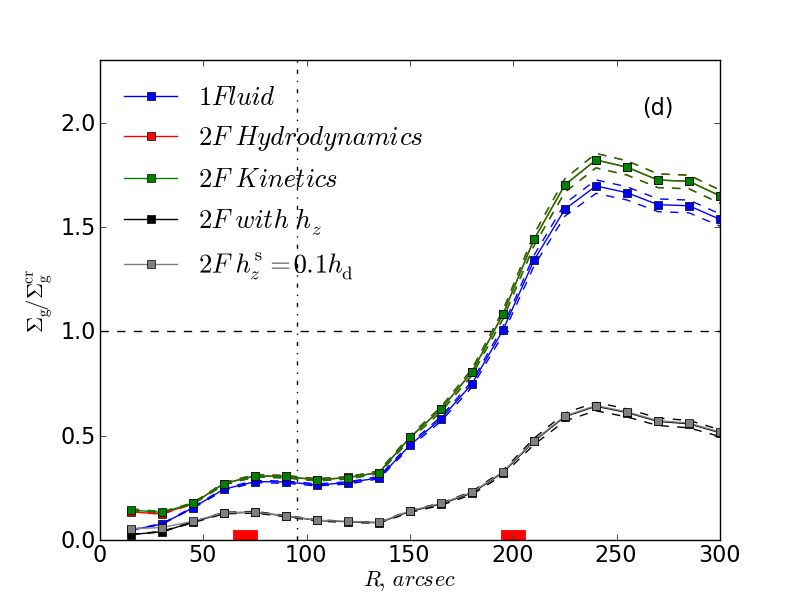 (d)
1Fluid
2F Hydrodynamics
2F Kinetics
2F with h_z
2F h_z^s = 0.1h_d
Σ_g/Σ_g^cr
2.0
1.5
1.0
0.5
0.0
0 50 100 150 200 250 300
R, arcsec